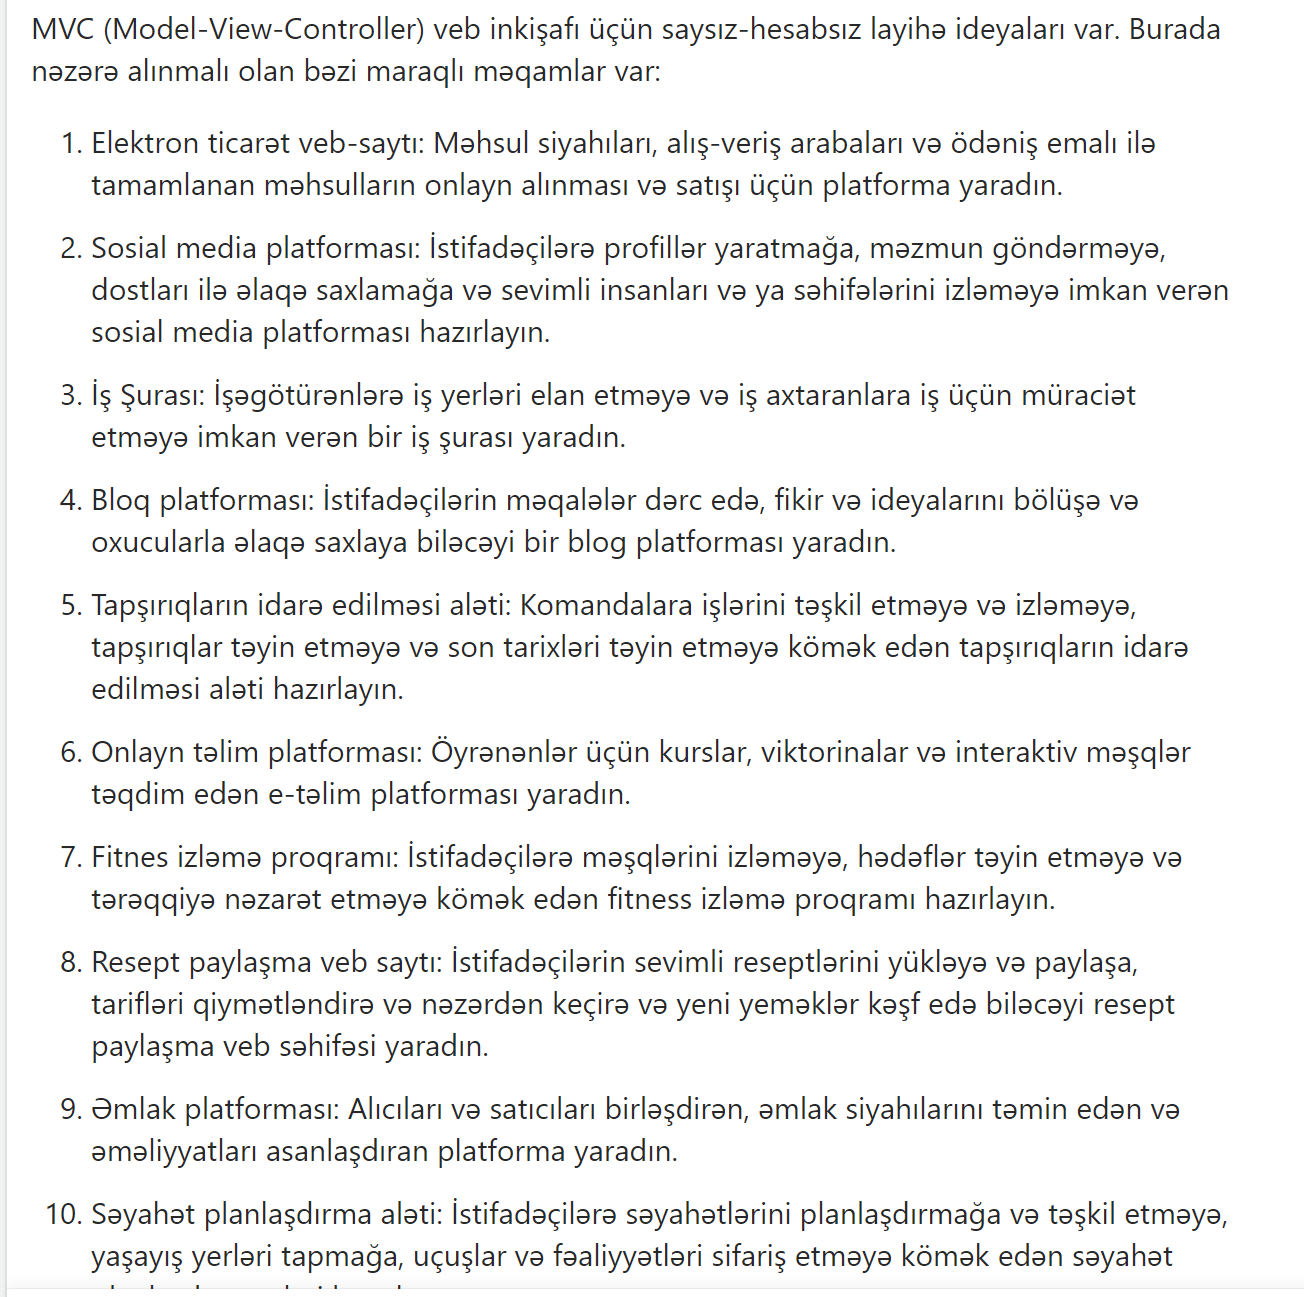 MVC (Model-View-Controller) veb inkişafı üçün saysız-hesabsız layihə ideyaları var. Burada
nəzərə alınmalı olan bəzi maraqlı məqamlar var:
1. Elektron ticarət veb-saytı: Məhsul siyahıları, alış-veriş arabaları və ödəniş emalı ilə
tamamlanan məhsulların onlayn alınması və satışı üçün platforma yaradın.
2. Sosial media platforması: İstifadəçilərə profillər yaratmağa, məzmun göndərməyə,
dostları ilə əlaqə saxlamağa və sevimli insanları və ya səhifələrini izləməyə imkan verən
sosial media platforması hazırlayın.
3. İş Şurası: İşəgötürənlərə iş yerləri elan etməyə və iş axtaranlara iş üçün müraciət
etməyə imkan verən bir iş şurası yaradın.
4. Bloq platforması: İstifadəçilərin məqalələr dərc edə, fikir və ideyalarını bölüşə və
oxucularla əlaqə saxlaya biləcəyi bir blog platforması yaradın.
5. Tapşırıqların idarə edilməsi aləti: Komandalara işlərini təşkil etməyə və izləməyə,
tapşırıqlar təyin etməyə və son tarixləri təyin etməyə kömək edən tapşırıqların idarə
edilməsi aləti hazırlayın.
6. Onlayn təlim platforması: Öyrənənlər üçün kurslar, viktorinalar və interaktiv məşqlər
təqdim edən e-təlim platforması yaradın.
7. Fitnes izləmə proqramı: İstifadəçilərə məşqlərini izləməyə, hədəflər təyin etməyə və
tərəqqiyə nəzarət etməyə kömək edən fitness izləmə proqramı hazırlayın.
8. Resept paylaşma veb saytı: İstifadəçilərin sevimli reseptlərini yükləyə və paylaşa,
tarifləri qiymətləndirə və nəzərdən keçirə və yeni yeməklər kəşf edə biləcəyi resept
paylaşma veb səhifəsi yaradın.
9. Əmlak platforması: Alıcıları və satıcıları birləşdirən, əmlak siyahılarını təmin edən və
əməliyyatları asanlaşdıran platforma yaradın.
10. Səyahət planlaşdırma aləti: İstifadəçilərə səyahətlərini planlaşdırmağa və təşkil etməyə,
yaşayış yerləri tapmağa, uçuşlar və fəaliyyətləri sifariş etməyə kömək edən səyahət